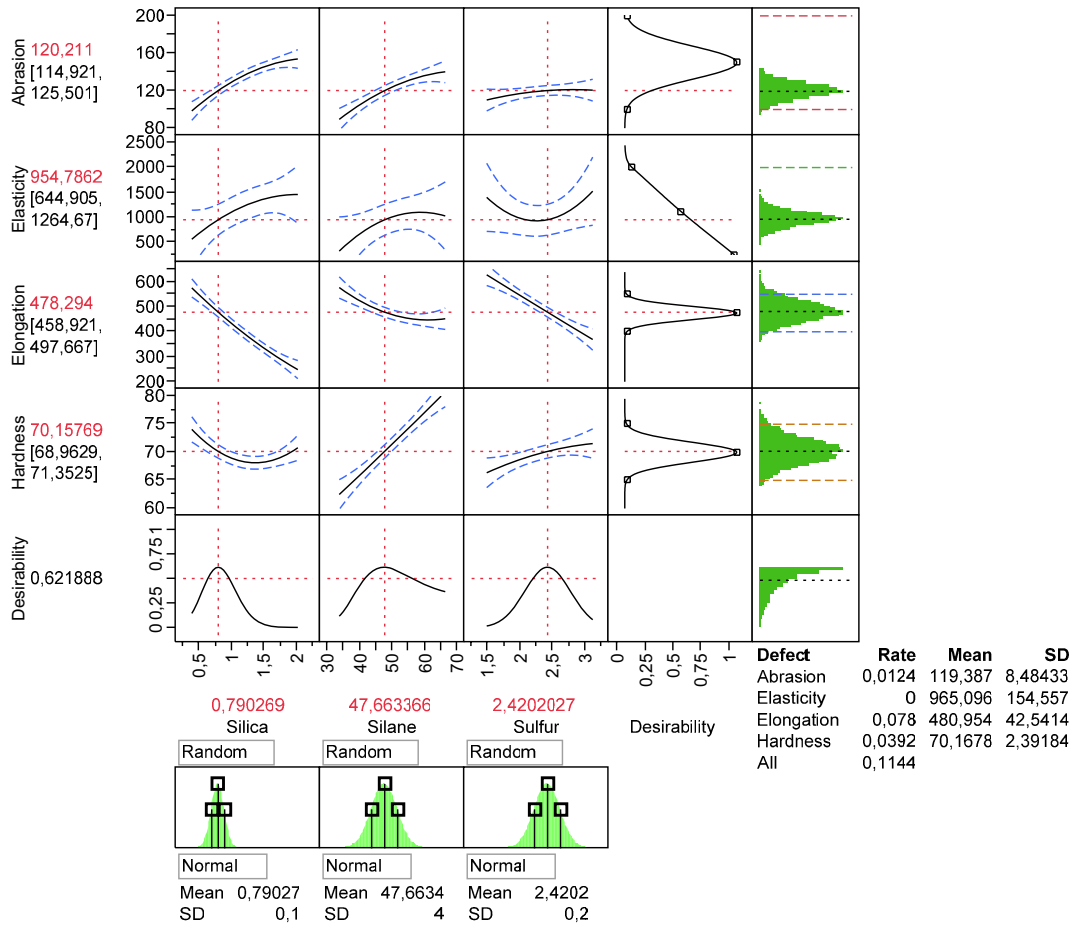 Abrasion
120,211
[114,921,
125,501]
200
160
120
80
Elasticity
954,7862
[644,905,
1264,67]
2500
2000
1500
1000
500
Elongation
478,294
[458,921,
497,667]
600
500
400
300
200
Hardness
70,15769
[68,9629,
71,3525]
80
75
70
65
60
Desirability
0,621888
0 0,25 0,75 1
0,5 1 1,5 2
30 40 50 60 70
1,5 2 2,5 3
0 0,25 0,5 0,75 1
0,790269
Silica
47,663366
Silane
2,4202027
Sulfur
Desirability
Defect Rate Mean SD
Abrasion 0,0124 119,387 8,48433
Elasticity 0 965,096 154,557
Elongation 0,078 480,954 42,5414
Hardness 0,0392 70,1678 2,39184
All 0,1144
Random Random Random
Normal Normal Normal
Mean 0,79027 Mean 47,6634 Mean 2,4202
SD 0,1 SD 4 SD 0,2